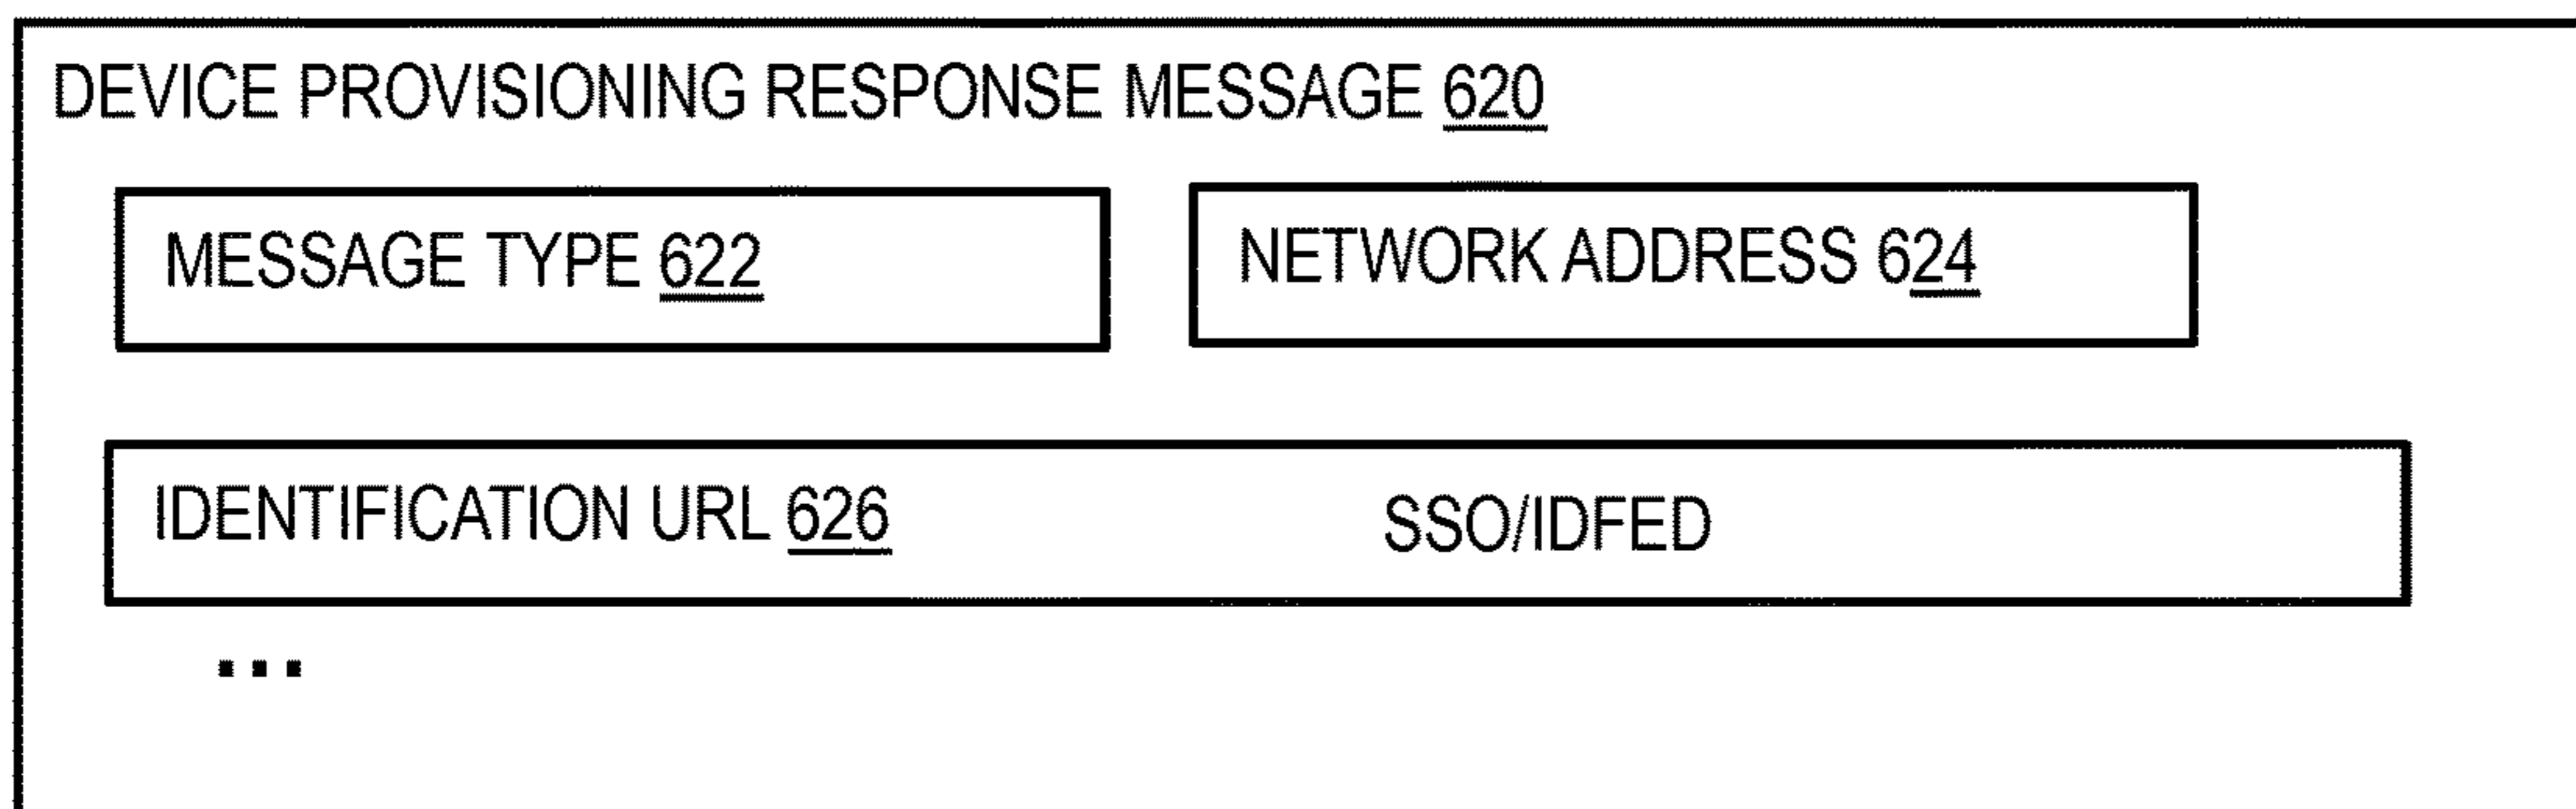 DEVICE PROVISIONING RESPONSE MESSAGE 620
MESSAGE TYPE 622
NETWORK ADDRESS 624
IDENTIFICATION URL 626 SSO/IDFED
...